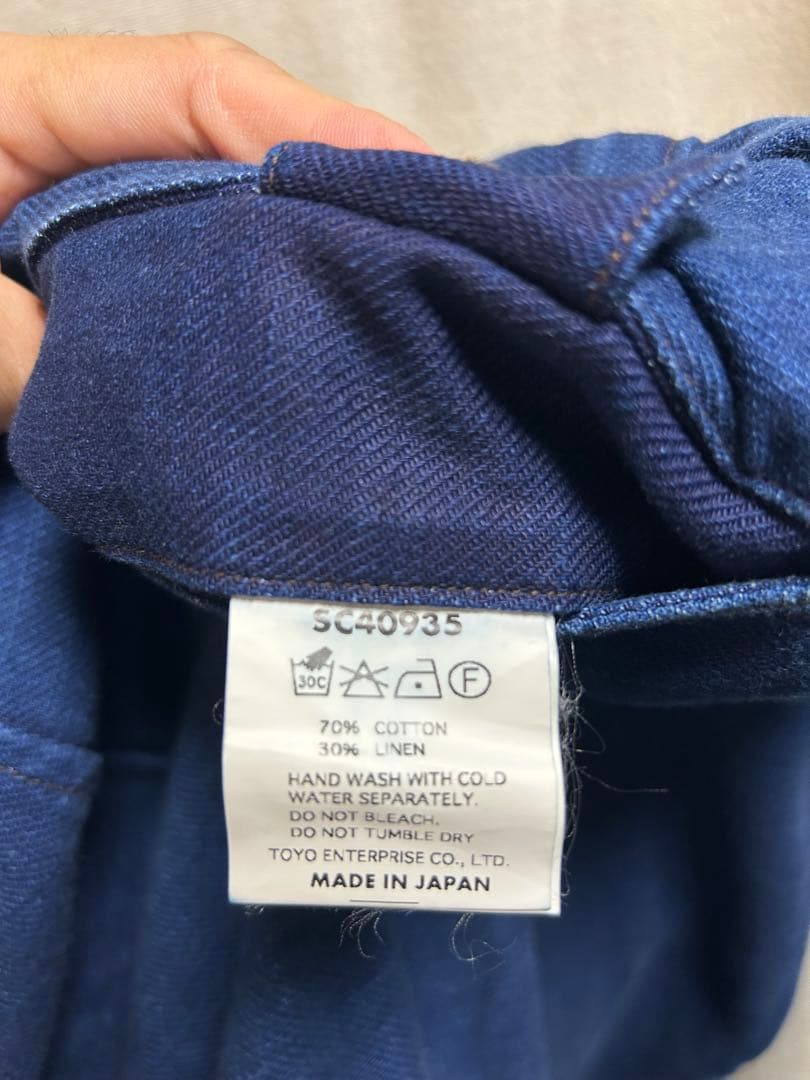 SC40935
30C F
70% COTTON
30% LINEN
HAND WASH WITH COLD
WATER SEPARATELY.
DO NOT BLEACH.
DO NOT TUMBLE DRY
TOYO ENTERPRISE CO., LTD.
MADE IN JAPAN